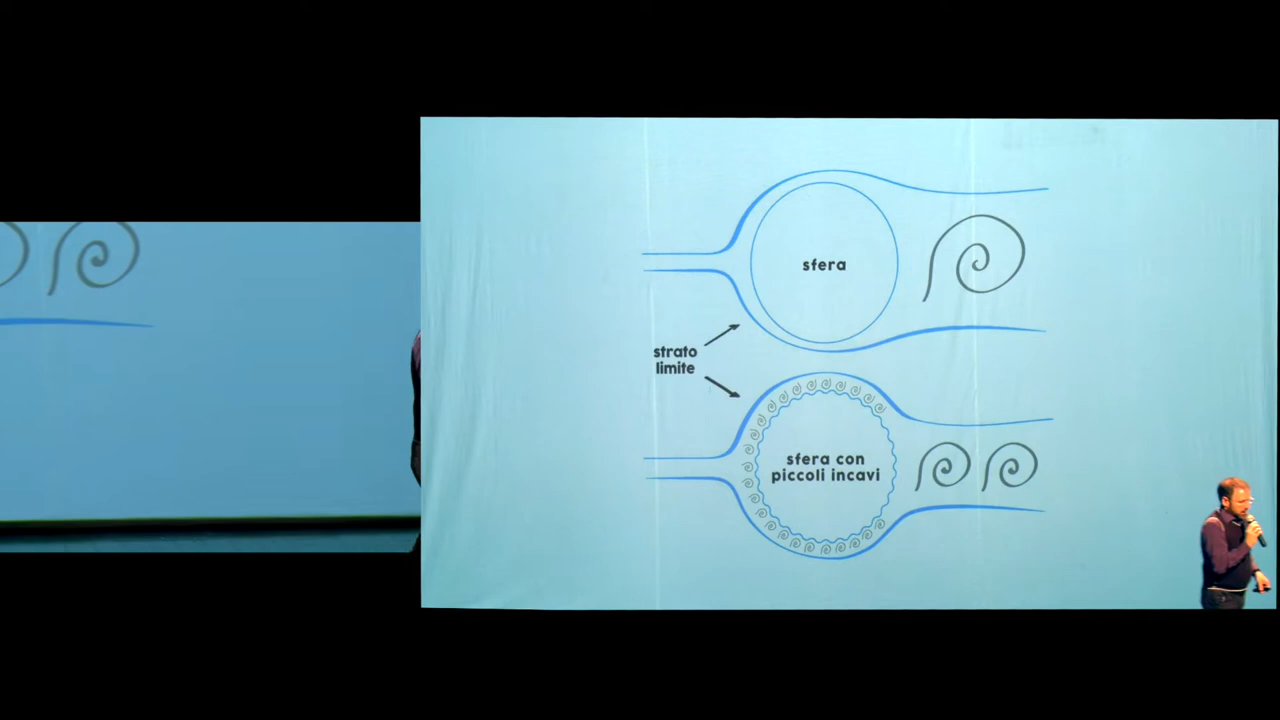 sfera
strato
limite
sfera con
piccoli incavi